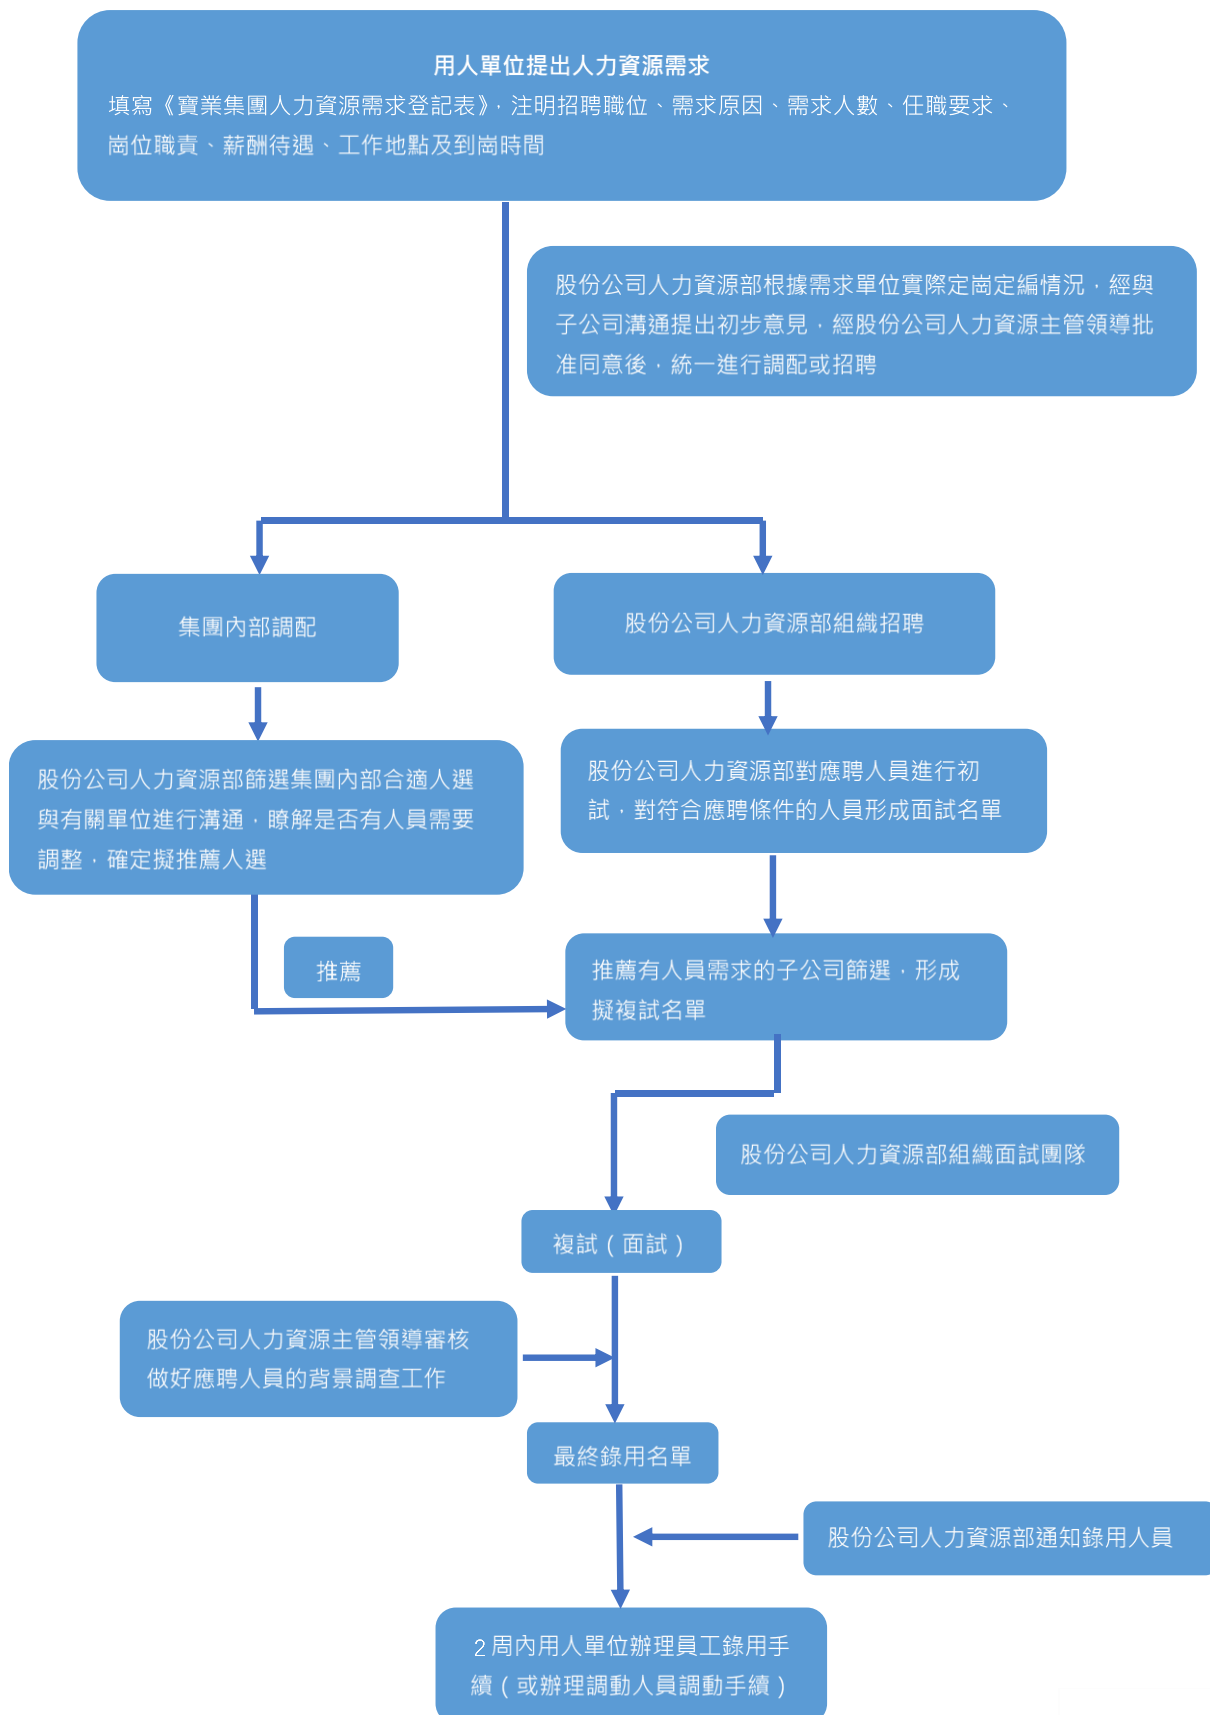 用人單位提出人力資源需求
填寫《寶業集團人力資源需求登記表》，注明招聘職位、需求原因、需求人數、任職要求、
崗位職責、薪酬待遇、工作地點及到崗時間
股份公司人力資源部根據需求單位實際定崗定編情況，經與
子公司溝通提出初步意見，經股份公司人力資源主管領導批
准同意後，統一進行調配或招聘
集團內部調配
股份公司人力資源部組織招聘
股份公司人力資源部篩選集團內部合適人選
與有關單位進行溝通，瞭解是否有人員需要
調整，確定擬推薦人選
股份公司人力資源部對應聘人員進行初
試，對符合應聘條件的人員形成面試名單
推薦
推薦有人員需求的子公司篩選，形成
擬複試名單
股份公司人力資源部組織面試團隊
複試（面試）
股份公司人力資源主管領導審核
做好應聘人員的背景調查工作
最終錄用名單
股份公司人力資源部通知錄用人員
2周內用人單位辦理員工錄用手
續（或辦理調動人員調動手續）